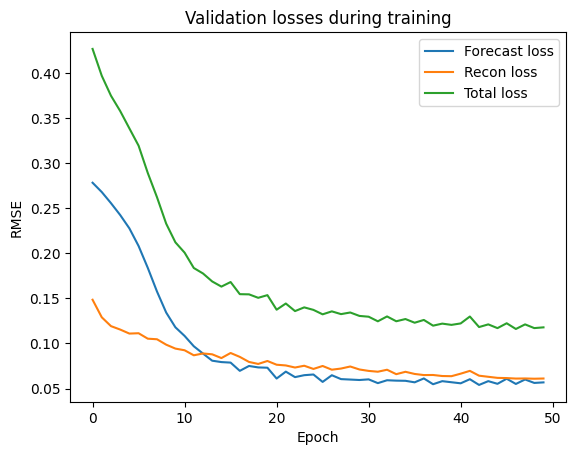 Validation losses during training
Forecast loss
Recon loss
Total loss
RMSE
0.40
0.35
0.30
0.25
0.20
0.15
0.10
0.05
0 10 20 30 40 50
Epoch